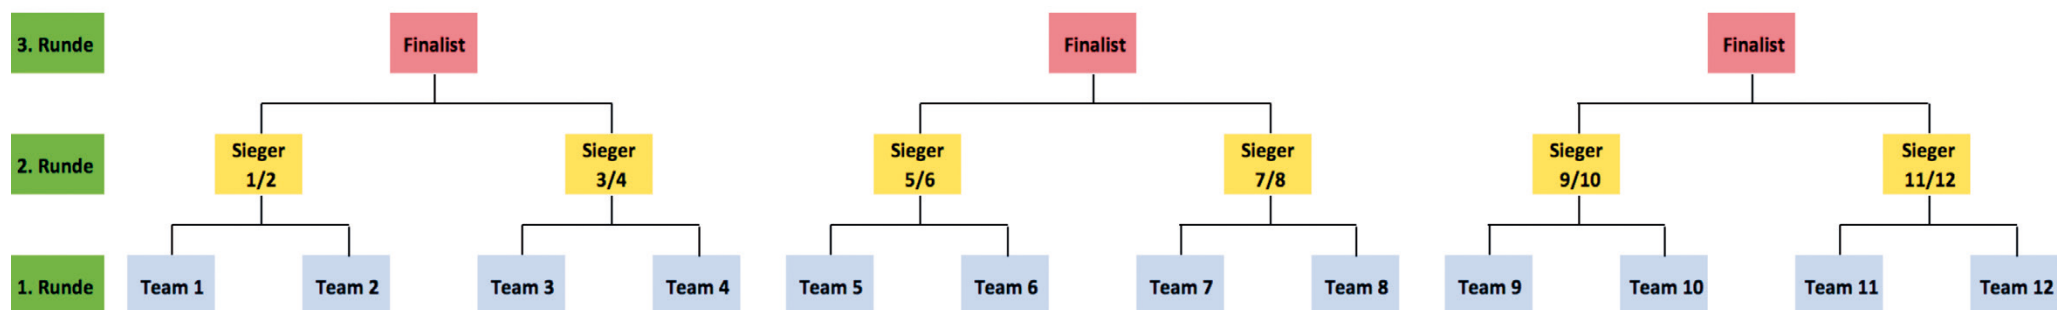 3. Runde Finalist Finalist Finalist
Sieger Sieger Sieger Sieger Sieger Sieger
2. Runde
1/2 3/4 5/6 7/8 9/10 11/12
1. Runde Team 1 Team 2 Team 3 Team 4 Team 5 Team 6 Team 7 Team 8 Team 9 Team 10 Team 11 Team 12